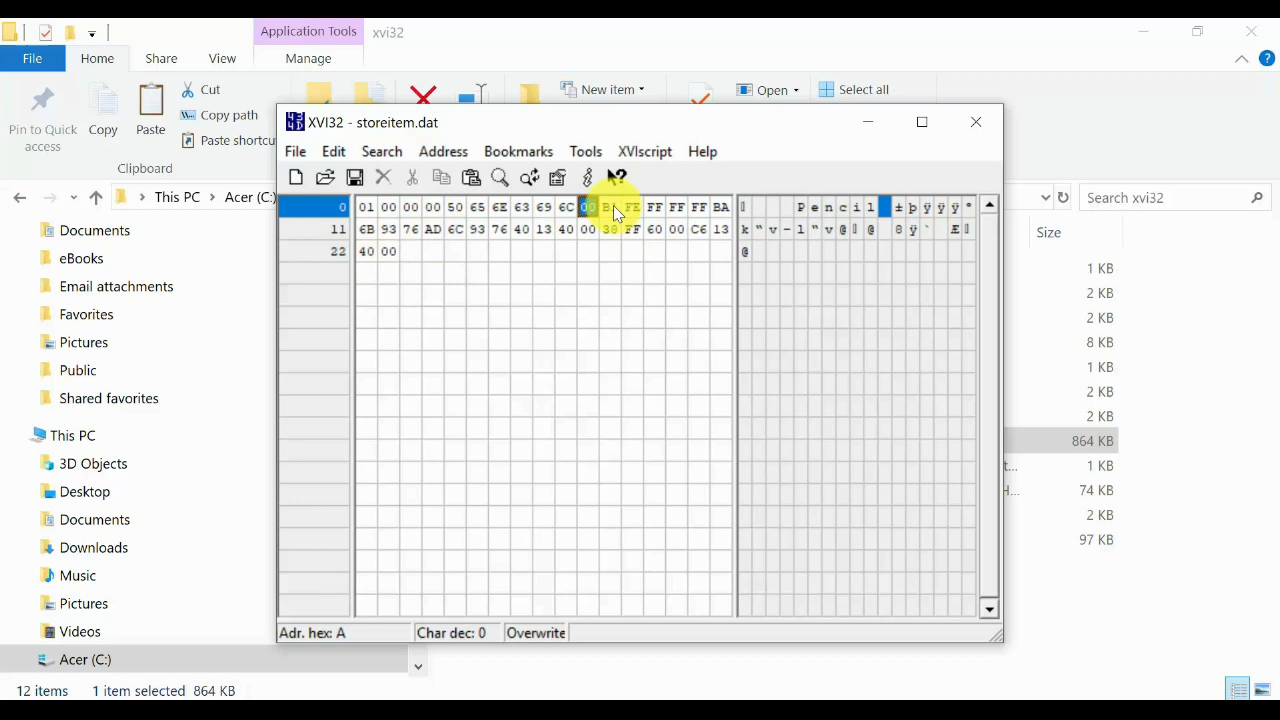 Application Tools
xvi32
File
Home
Share
View
Manage
Pin to Quick
access
Copy
Paste
Cut
Copy path
Paste shortcu
Clipboard
New item
Open
Select all
This PC
Acer (C:)
Search xvi32
Documents
eBooks
Email attachments
Favorites
Pictures
Public
Shared favorites
This PC
3D Objects
Desktop
Documents
Downloads
Music
Pictures
Videos
Acer (C:)
12 items 1 item selected 864 KB
XVI32 - storeitem.dat
File Edit Search Address Bookmarks Tools XVIscript Help
0 01 00 00 00 50 65 6E 63 69 6C 00 FE FF FF FF BA
Pencil ±þÿÿÿº
11 6B 93 76 AD 6C 93 76 40 13 40 00 38 FF 60 00 C6 13
k“v-l“v@ @ 8ÿ` Æ
22 40 00
@
Adr. hex: A
Char dec: 0
Overwrite
Size
1 KB
2 KB
2 KB
8 KB
1 KB
2 KB
2 KB
864 KB
1 KB
74 KB
2 KB
97 KB